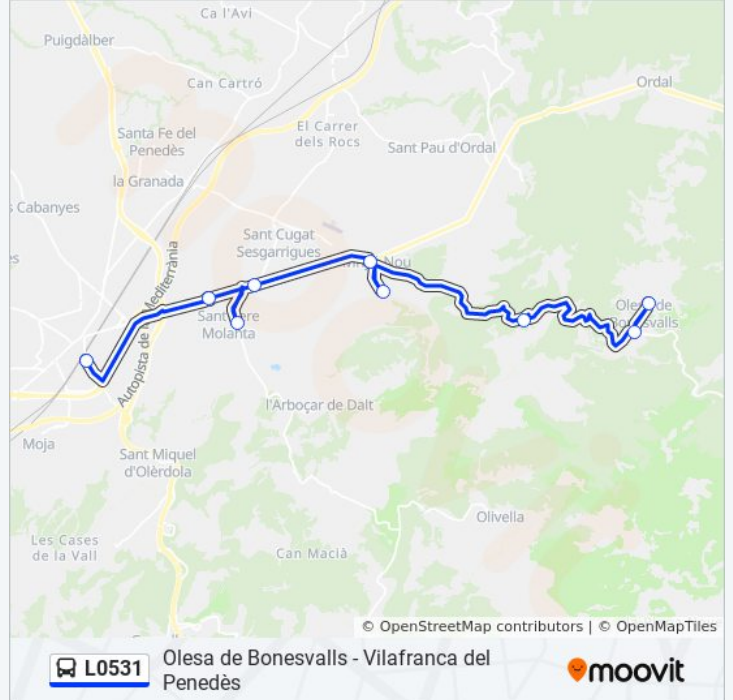 Ca l'Avi
Puigdàlber
Can Cartró
Ordal
El Carrer
dels Rocs
Santa Fe del
Penedès
Sant Pau d'Ordal
la Granada
Cabanyes
Sant Cugat
Sesgarrigues
Nou
Autopista de la Mediterrània
Olesa de
Bonesvalls
Sant Pere
Molanta
l'Arboçar de Dalt
Moja
Sant Miquel
d'Olèrdola
Olivella
Les Cases
de la Vall
Can Macià
© OpenStreetMap contributors | © OpenMapTiles
L0531
Olesa de Bonesvalls - Vilafranca del
Penedès
moovit